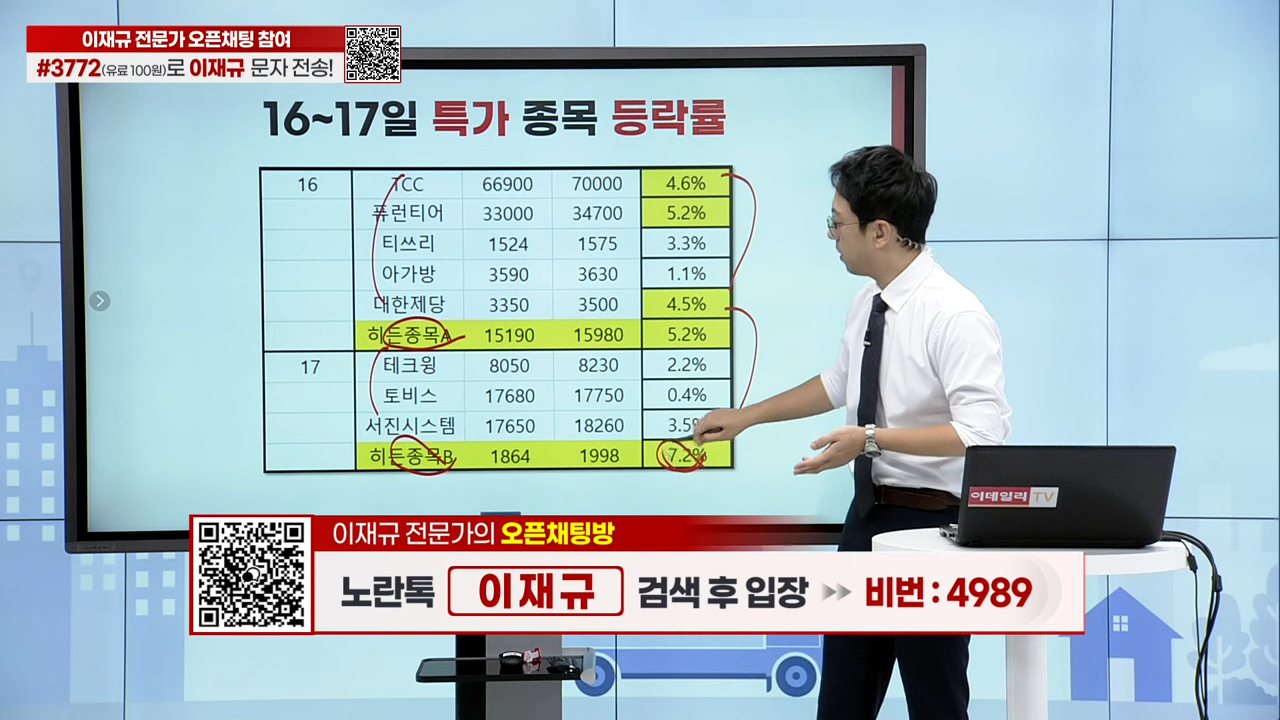 이재규 전문가 오픈채팅 참여
#3772(유료 100원)로 이재규 문자 전송!
16~17일 특가 종목 등락률
16 TCC 66900 70000 4.6%
퓨런티어 33000 34700 5.2%
티쓰리 1524 1575 3.3%
아가방 3590 3630 1.1%
대한제당 3350 3500 4.5%
히든종목A 15190 15980 5.2%
17 테크윙 8050 8230 2.2%
토비스 17680 17750 0.4%
서진시스템 17650 18260 3.5%
히든종목B 1864 1998 7.2%
이데일리 TV
이재규 전문가의 오픈채팅방
노란톡 이재규 검색 후 입장 비번 : 4989